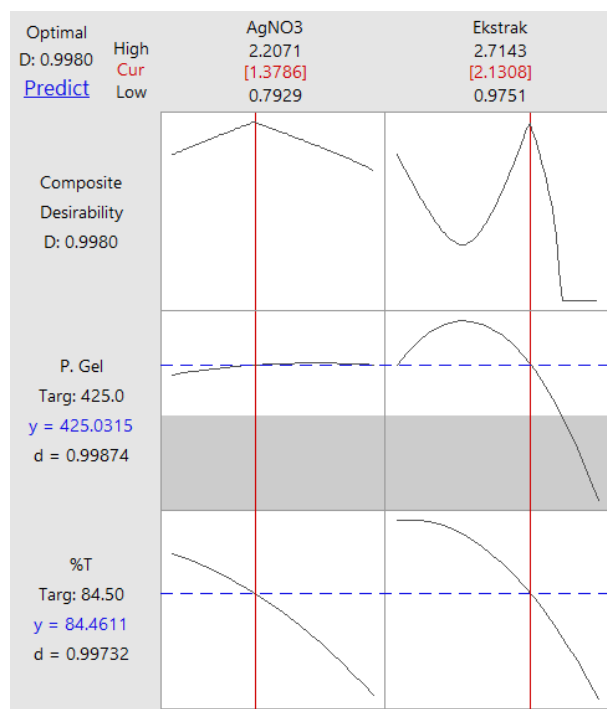 Optimal
D: 0.9980
Predict
High
Cur
Low
AgNO3
2.2071
[1.3786]
0.7929
Ekstrak
2.7143
[2.1308]
0.9751
Composite
Desirability
D: 0.9980
P. Gel
Targ: 425.0
y = 425.0315
d = 0.99874
%T
Targ: 84.50
y = 84.4611
d = 0.99732